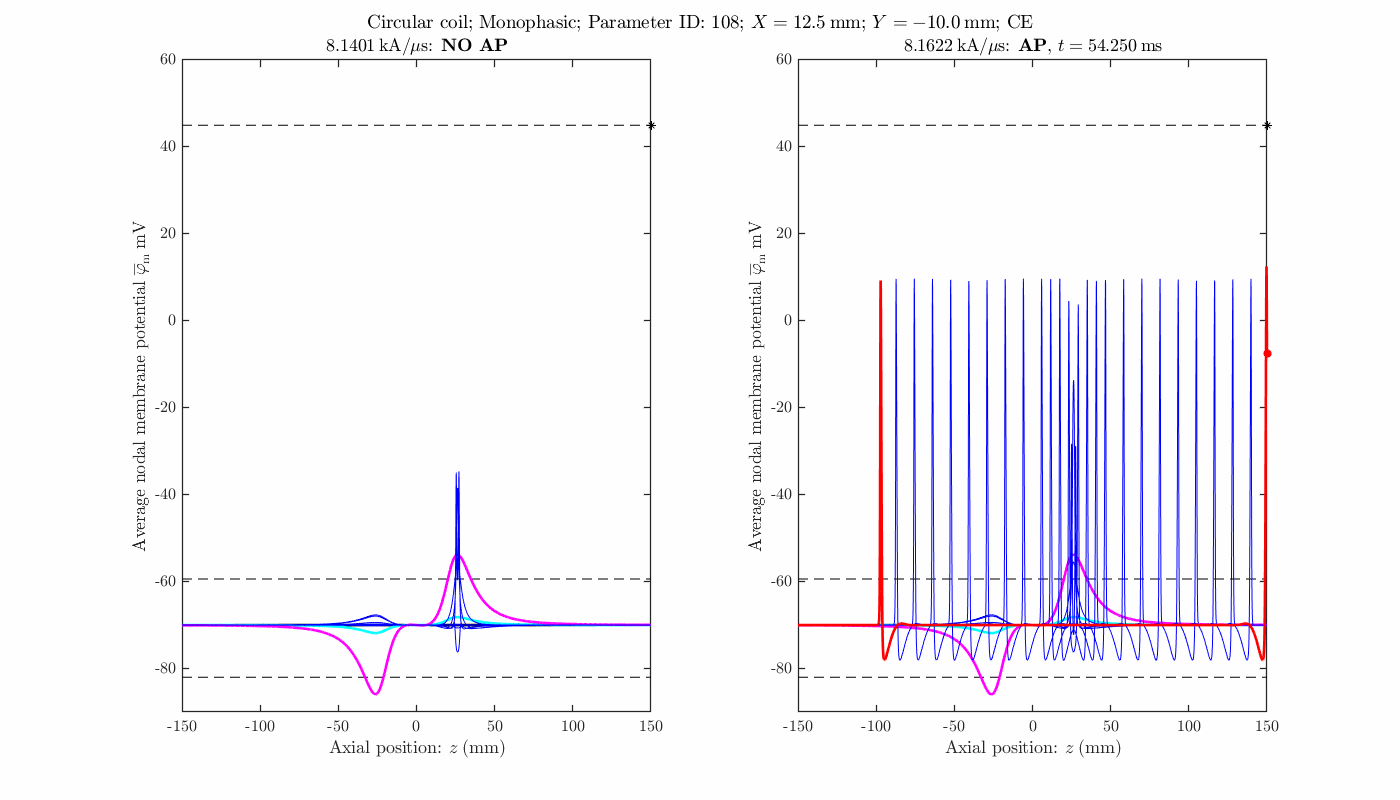 Circular coil; Monophasic; Parameter ID: 108; X = 12.5 mm; Y = −10.0 mm; CE
8.1401 kA/μs: NO AP
60
40
20
0
-20
-40
-60
-80
-150 -100 -50 0 50 100 150
Average nodal membrane potential φ̅m mV
Axial position: z (mm)
8.1622 kA/μs: AP, t = 54.250 ms
60
40
20
0
-20
-40
-60
-80
-150 -100 -50 0 50 100 150
Average nodal membrane potential φ̅m mV
Axial position: z (mm)